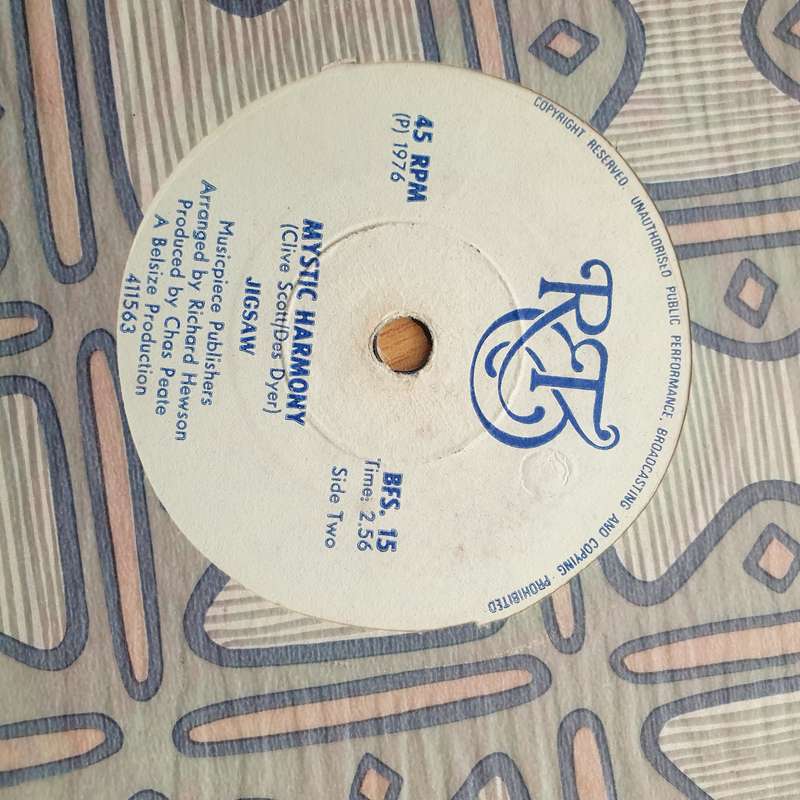 COPYRIGHT RESERVED. UNAUTHORISED PUBLIC PERFORMANCE, BROADCASTING AND COPYING PROHIBITED
45 RPM
(P) 1976
BFS. 15
Time: 2.56
Side Two
MYSTIC HARMONY
(Clive Scott/Des Dyer)
JIGSAW
Musicpiece Publishers
Arranged by Richard Hewson
Produced by Chas Peate
A Belsize Production
411563